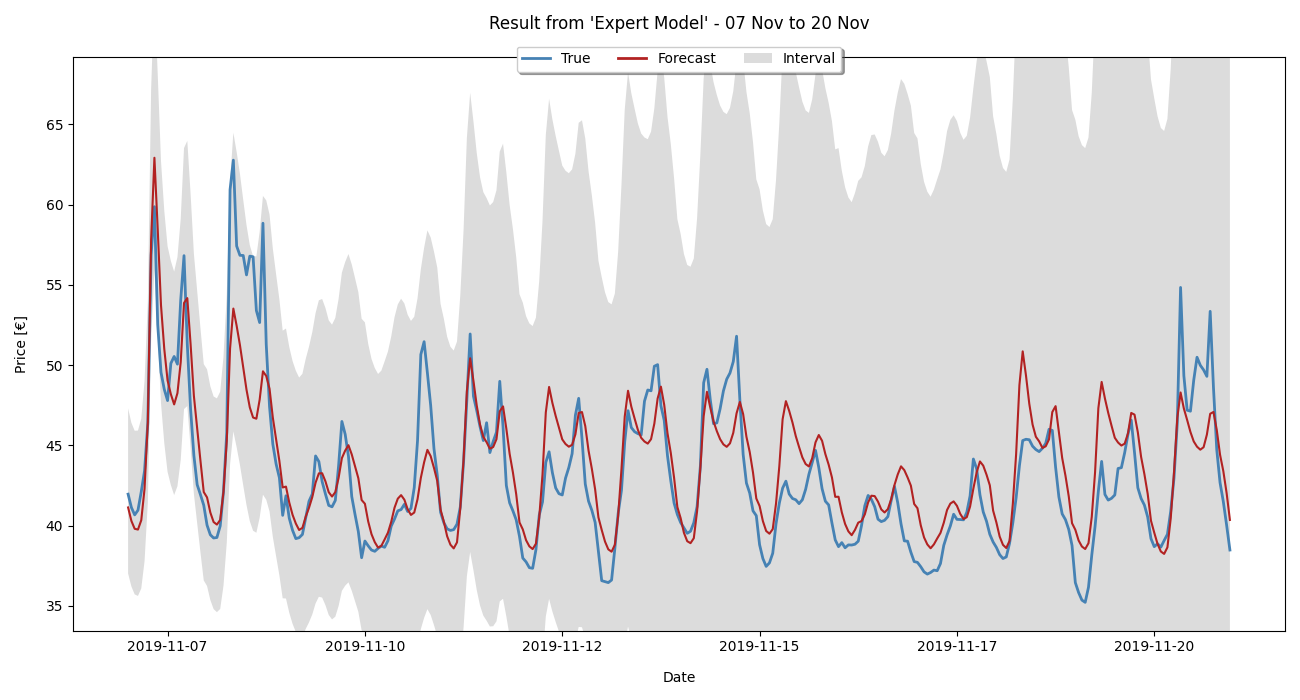 Result from 'Expert Model' - 07 Nov to 20 Nov
True Forecast Interval
65
60
55
50
45
40
35
Price [€]
2019-11-07 2019-11-10 2019-11-12 2019-11-15 2019-11-17 2019-11-20
Date